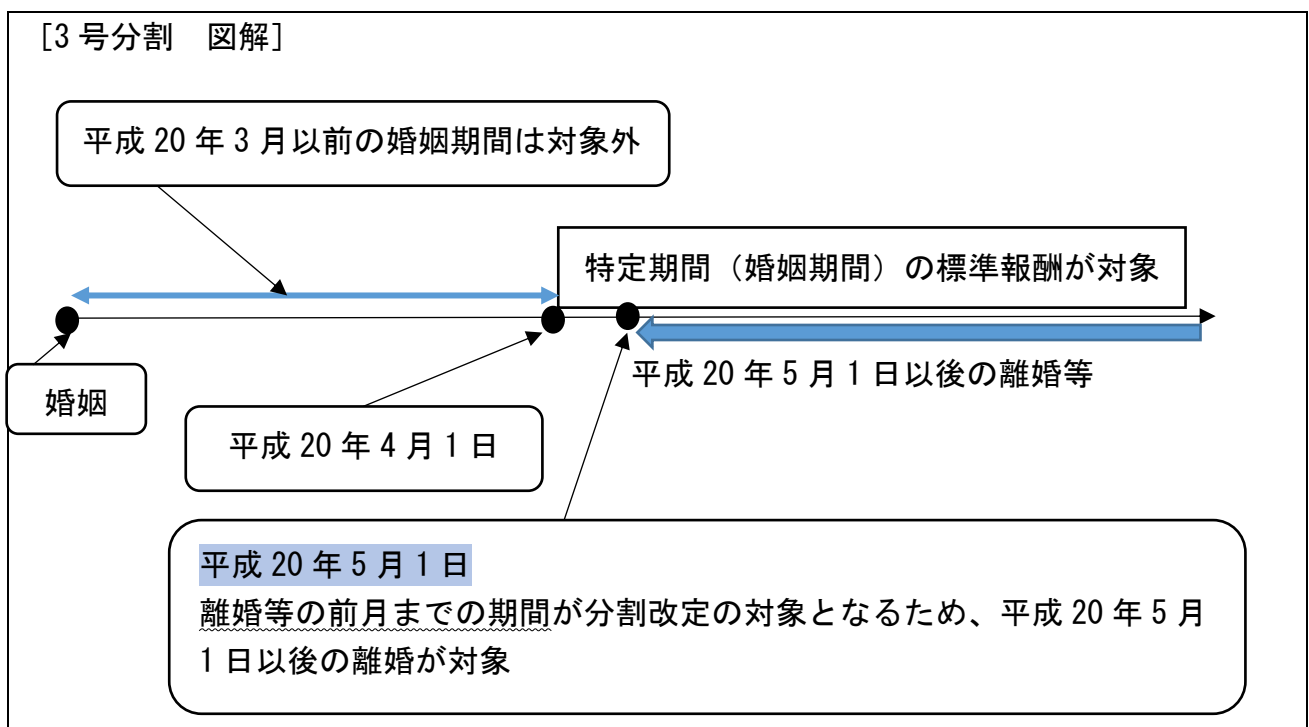 [3号分割　図解]
平成20年3月以前の婚姻期間は対象外
特定期間（婚姻期間）の標準報酬が対象
平成20年5月1日以後の離婚等
婚姻
平成20年4月1日
平成20年5月1日
離婚等の前月までの期間が分割改定の対象となるため、平成20年5月
1日以後の離婚が対象